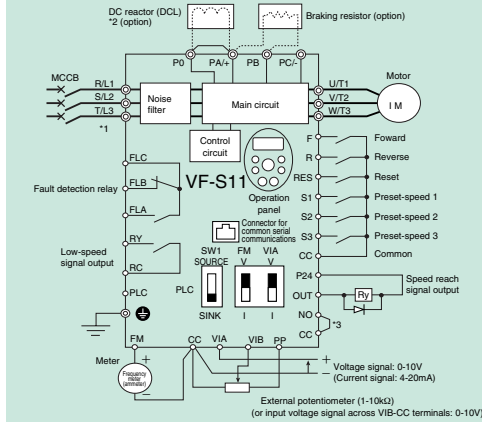 DC reactor (DCL)
*2 (option)
Braking resistor (option)
P0 PA/+ PB PC/-
MCCB
R/L1
S/L2
T/L3
*1
Noise
filter
Main circuit
U/T1
V/T2
W/T3
Motor
I M
Control
circuit
VF-S11
Operation
panel
Fault detection relay
FLC
FLB
FLA
Low-speed
signal output
RY
RC
PLC
Connector for
common serial
communications
SW1
SOURCE
PLC
SINK
FM VIA
V V
I I
F Foward
R Reverse
RES Reset
S1 Preset-speed 1
S2 Preset-speed 2
S3 Preset-speed 3
CC Common
P24
OUT
Ry
Speed reach
signal output
NO
*3
CC
FM CC VIA VIB PP
Meter
+
Frequency
meter
(ammeter)
−
+
Voltage signal: 0-10V
− (Current signal: 4-20mA)
External potentiometer (1-10kΩ)
(or input voltage signal across VIB-CC terminals: 0-10V)